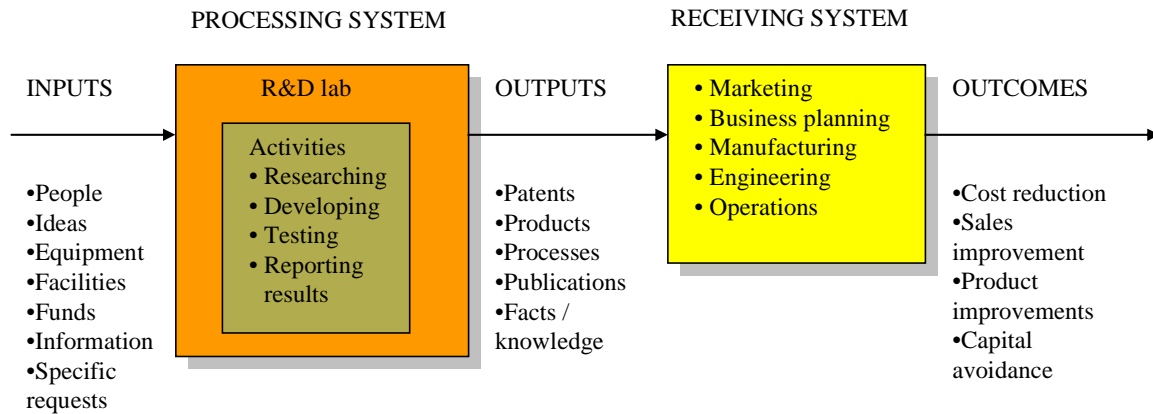 PROCESSING SYSTEM
RECEIVING SYSTEM
INPUTS
•People
•Ideas
•Equipment
•Facilities
•Funds
•Information
•Specific
requests
R&D lab
Activities
• Researching
• Developing
• Testing
• Reporting
results
OUTPUTS
•Patents
•Products
•Processes
•Publications
•Facts /
knowledge
• Marketing
• Business planning
• Manufacturing
• Engineering
• Operations
OUTCOMES
•Cost reduction
•Sales
improvement
•Product
improvements
•Capital
avoidance